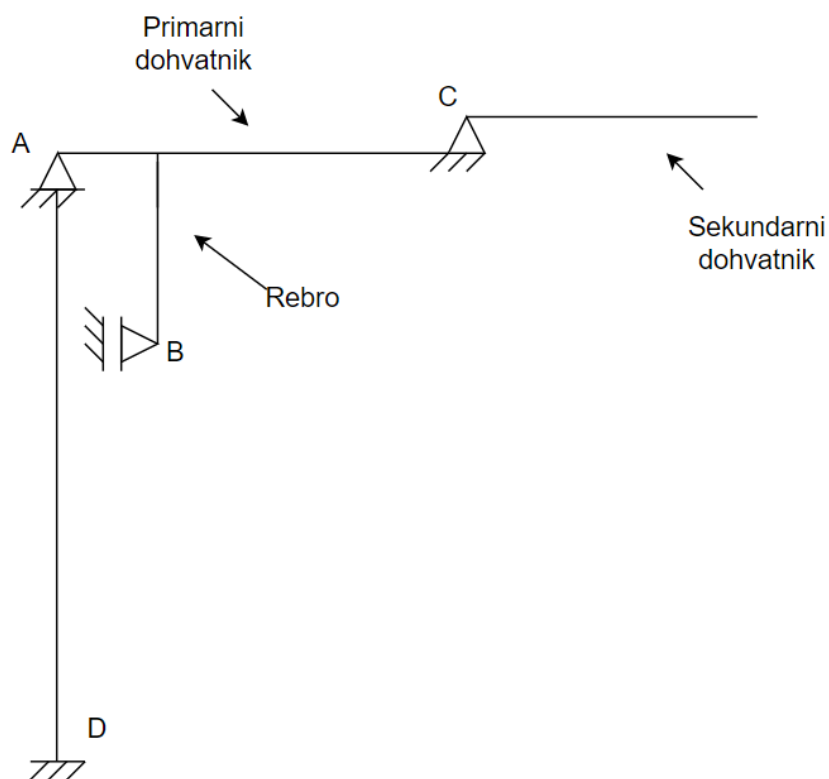 Primarni
dohvatnik
C
A
Sekundarni
dohvatnik
Rebro
B
D